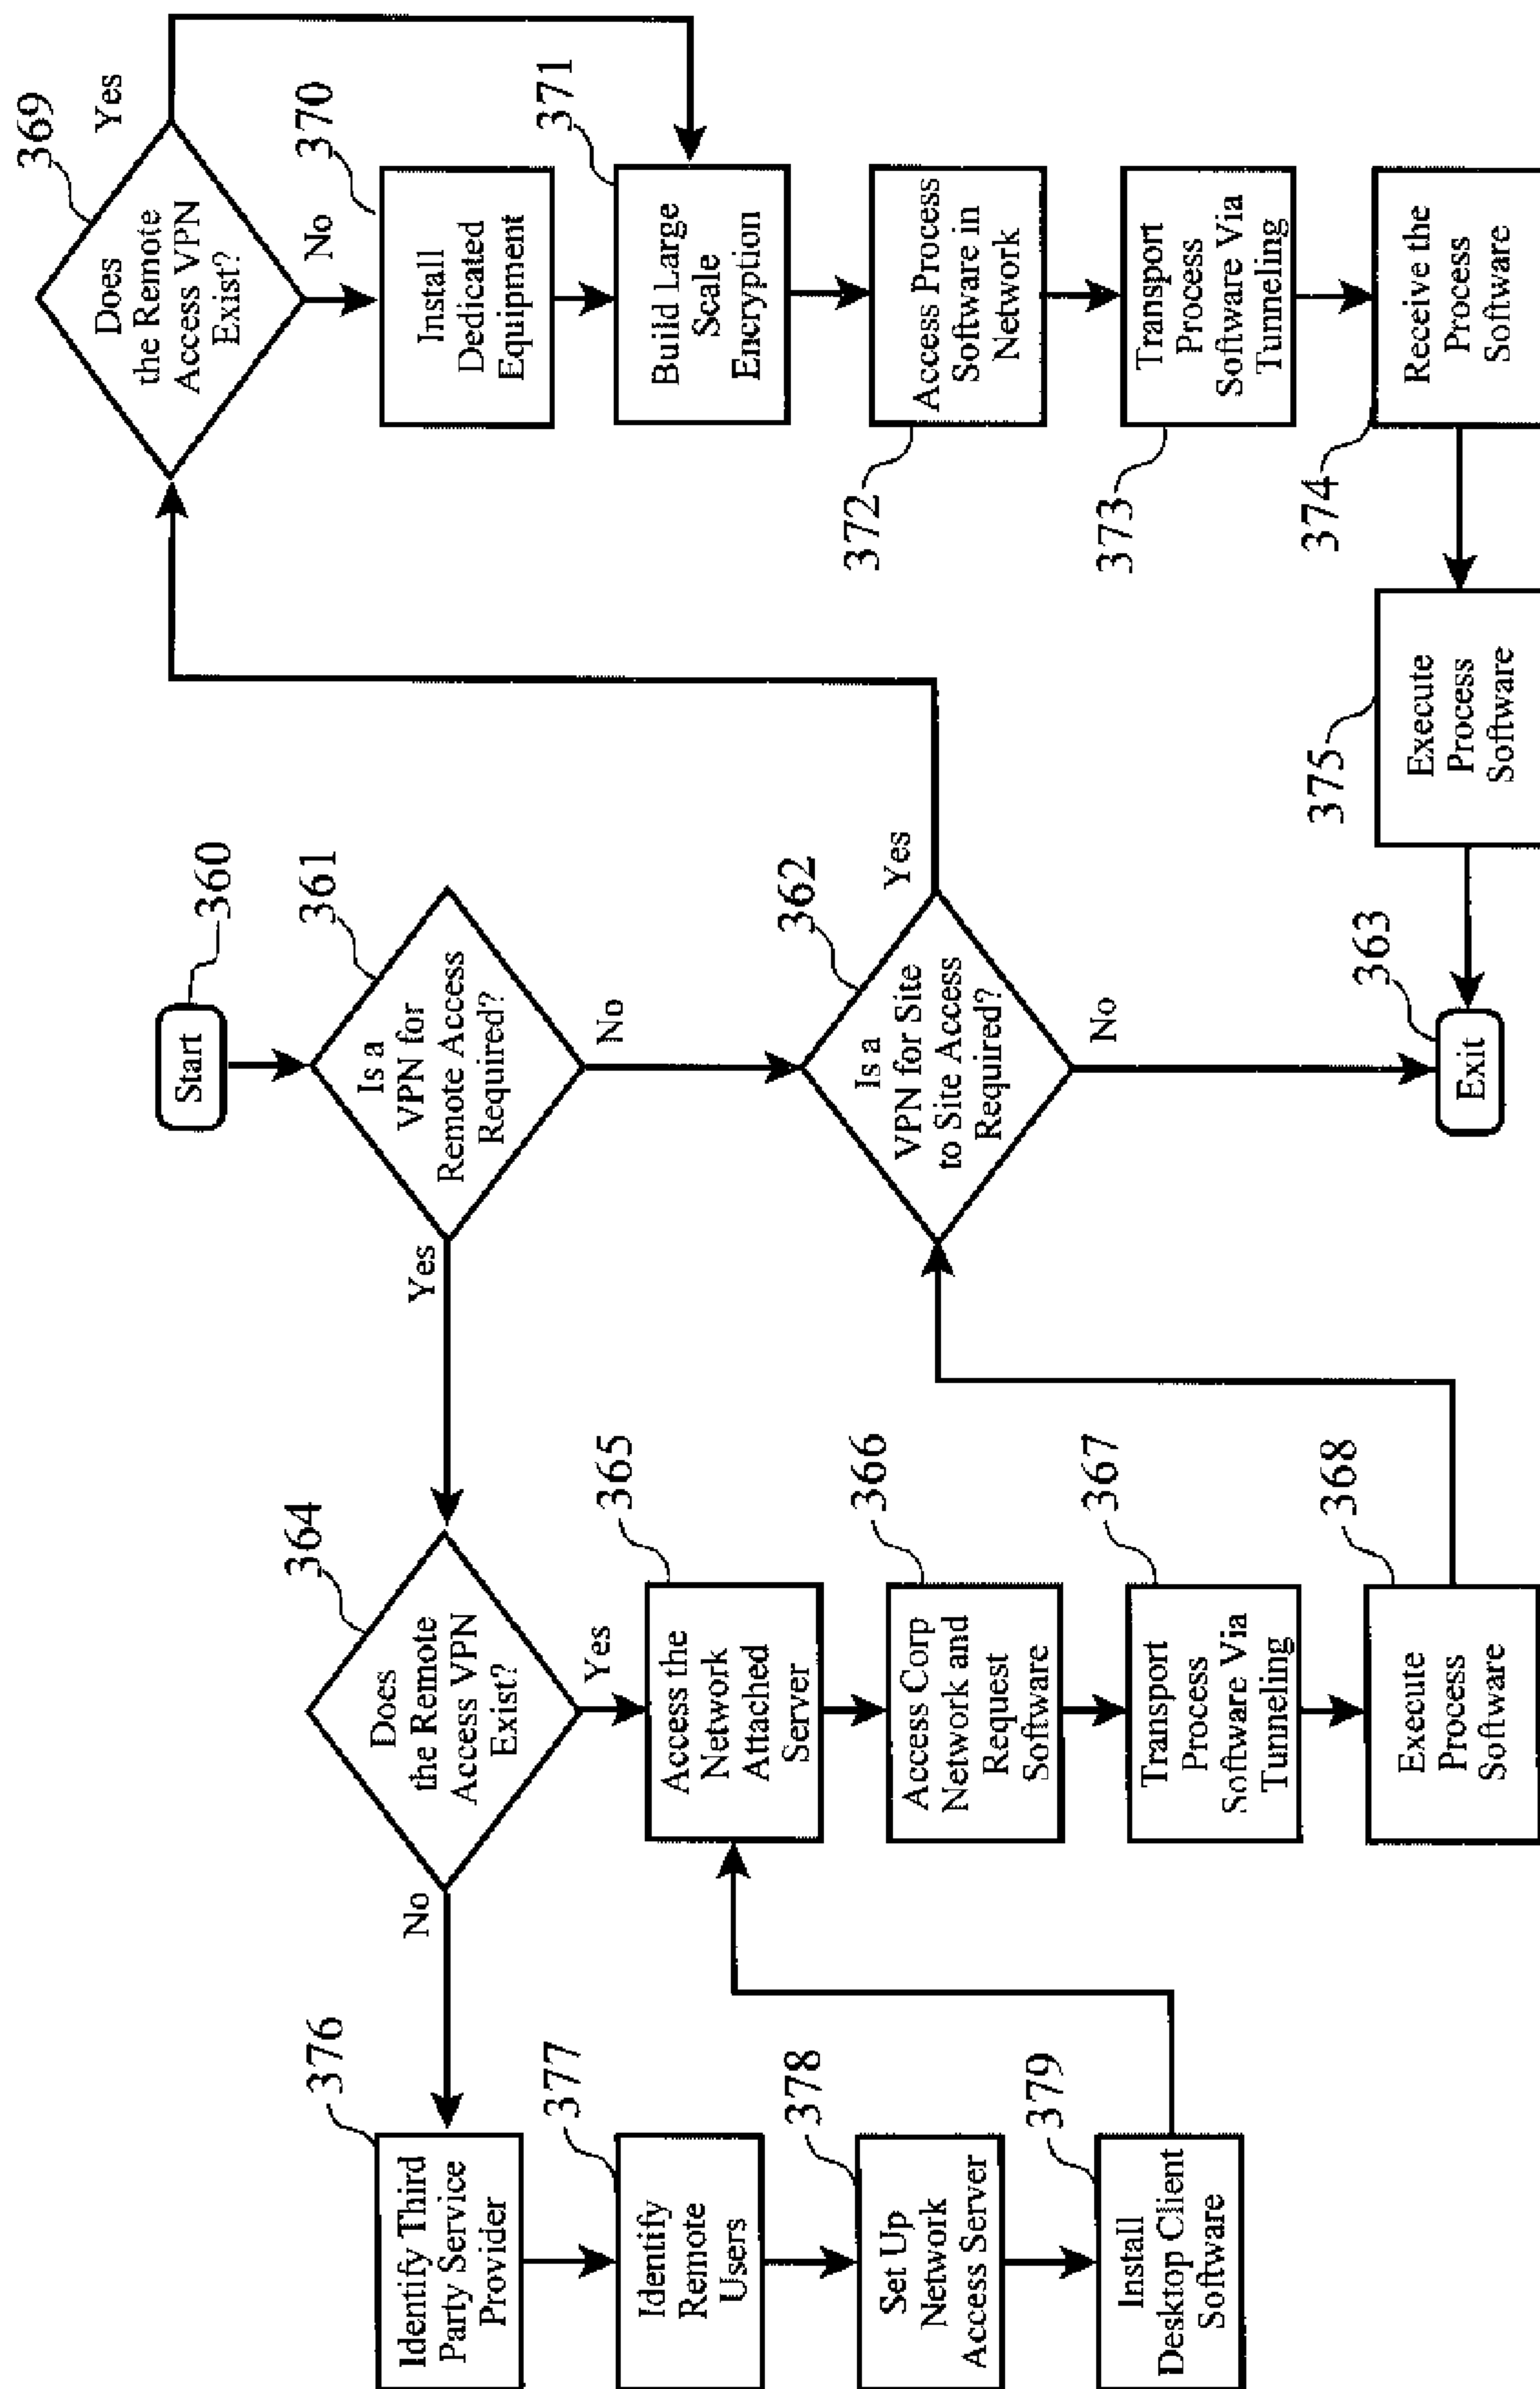 Start
360
Is a
VPN for
Remote Access
Required?
361
Yes
No
Does
the Remote
Access VPN
Exist?
364
No
Yes
Identify Third
Party Service
Provider
376
Identify
Remote
Users
377
Set Up
Network
Access Server
378
Install
Desktop Client
Software
379
Access the
Network
Attached
Server
365
Access Corp
Network and
Request
Software
366
Transport
Process
Software Via
Tunneling
367
Execute
Process
Software
368
Is a
VPN for Site
to Site Access
Required?
362
Yes
No
Exit
363
Does
the Remote
Access VPN
Exist?
369
Yes
No
Install
Dedicated
Equipment
370
Build Large
Scale
Encryption
371
Access Process
Software in
Network
372
Transport
Process
Software Via
Tunneling
373
Receive the
Process
Software
374
Execute
Process
Software
375